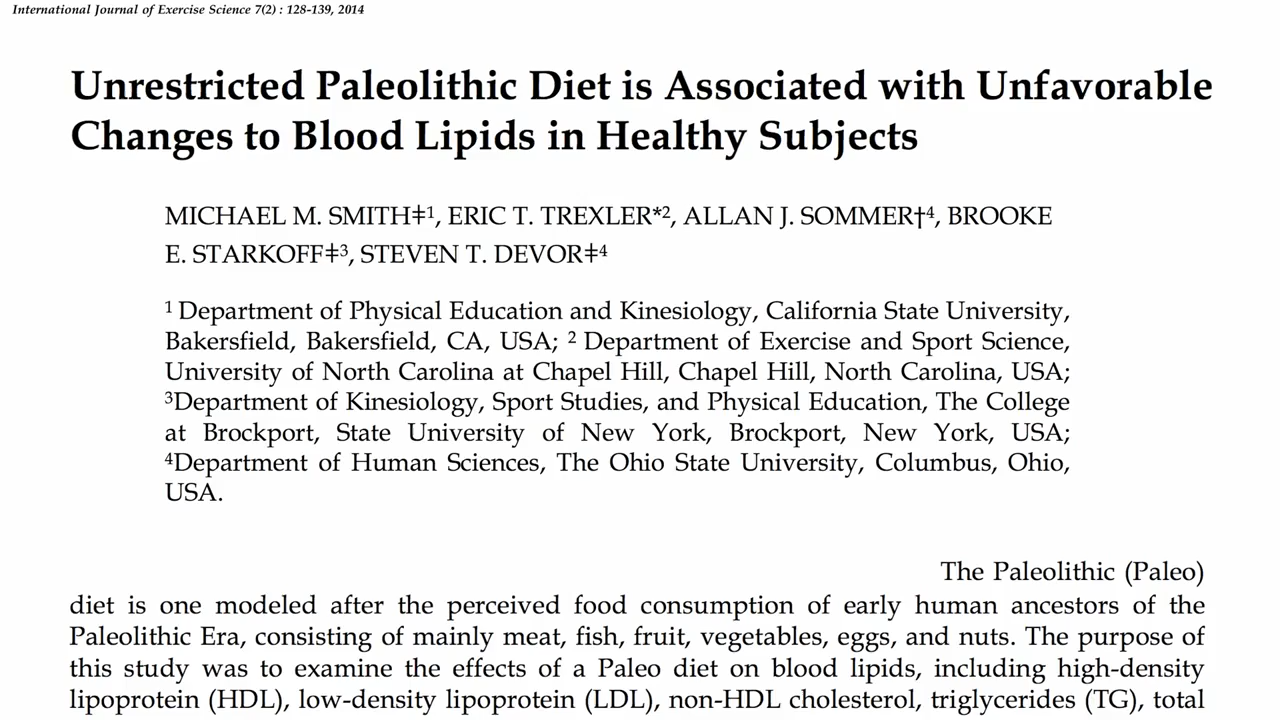 International Journal of Exercise Science 7(2) : 128-139, 2014
Unrestricted Paleolithic Diet is Associated with Unfavorable
Changes to Blood Lipids in Healthy Subjects
MICHAEL M. SMITH‡¹, ERIC T. TREXLER*², ALLAN J. SOMMER†⁴, BROOKE
E. STARKOFF‡³, STEVEN T. DEVOR‡⁴
¹ Department of Physical Education and Kinesiology, California State University,
Bakersfield, Bakersfield, CA, USA; ² Department of Exercise and Sport Science,
University of North Carolina at Chapel Hill, Chapel Hill, North Carolina, USA;
³Department of Kinesiology, Sport Studies, and Physical Education, The College
at Brockport, State University of New York, Brockport, New York, USA;
⁴Department of Human Sciences, The Ohio State University, Columbus, Ohio,
USA.
The Paleolithic (Paleo)
diet is one modeled after the perceived food consumption of early human ancestors of the
Paleolithic Era, consisting of mainly meat, fish, fruit, vegetables, eggs, and nuts. The purpose of
this study was to examine the effects of a Paleo diet on blood lipids, including high-density
lipoprotein (HDL), low-density lipoprotein (LDL), non-HDL cholesterol, triglycerides (TG), total